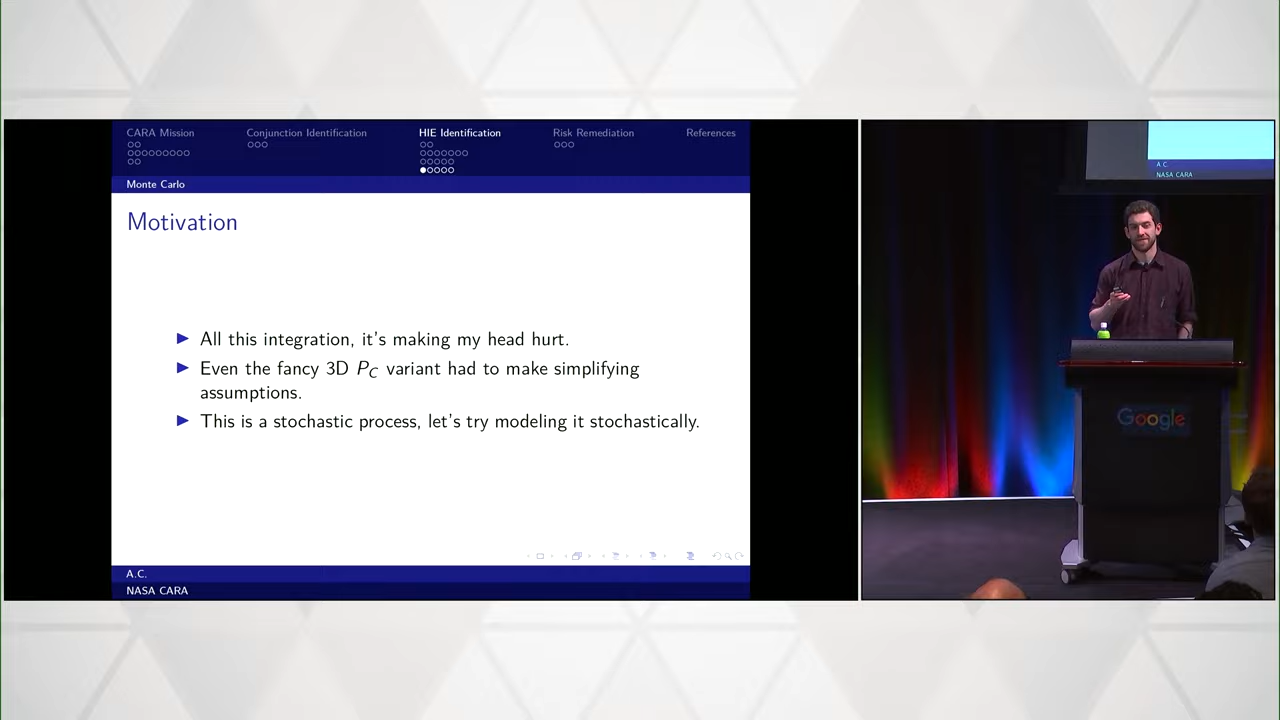 CARA Mission
Conjunction Identification
HIE Identification
Risk Remediation
References
Monte Carlo
Motivation
All this integration, it's making my head hurt.
Even the fancy 3D P_C variant had to make simplifying
assumptions.
This is a stochastic process, let's try modeling it stochastically.
A.C.
NASA CARA
A.C.
NASA CARA
Google